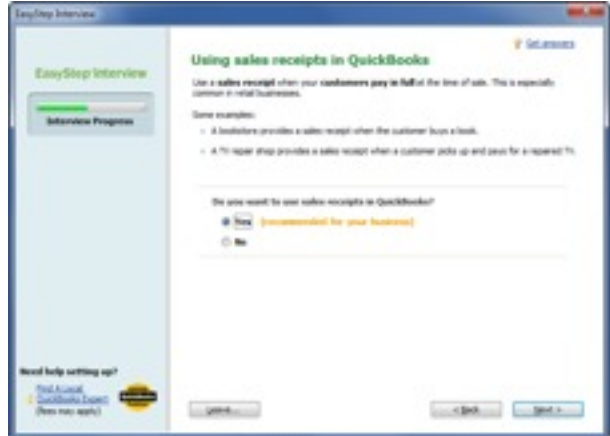 EasyStep Interview
Get answers
Using sales receipts in QuickBooks
EasyStep Interview
Use a sales receipt when your customers pay in full at the time of sale. This is especially
common in retail businesses.
Interview Progress
Some examples:
- A bookstore provides a sales receipt when the customer buys a book.
- A TV repair shop provides a sales receipt when a customer picks up and pays for a repaired TV.
Do you want to use sales receipts in QuickBooks?
Yes (recommended for your business)
No
Need help setting up?
Find A Local
QuickBooks Expert
(fees may apply)
Leave...
< Back
Next >